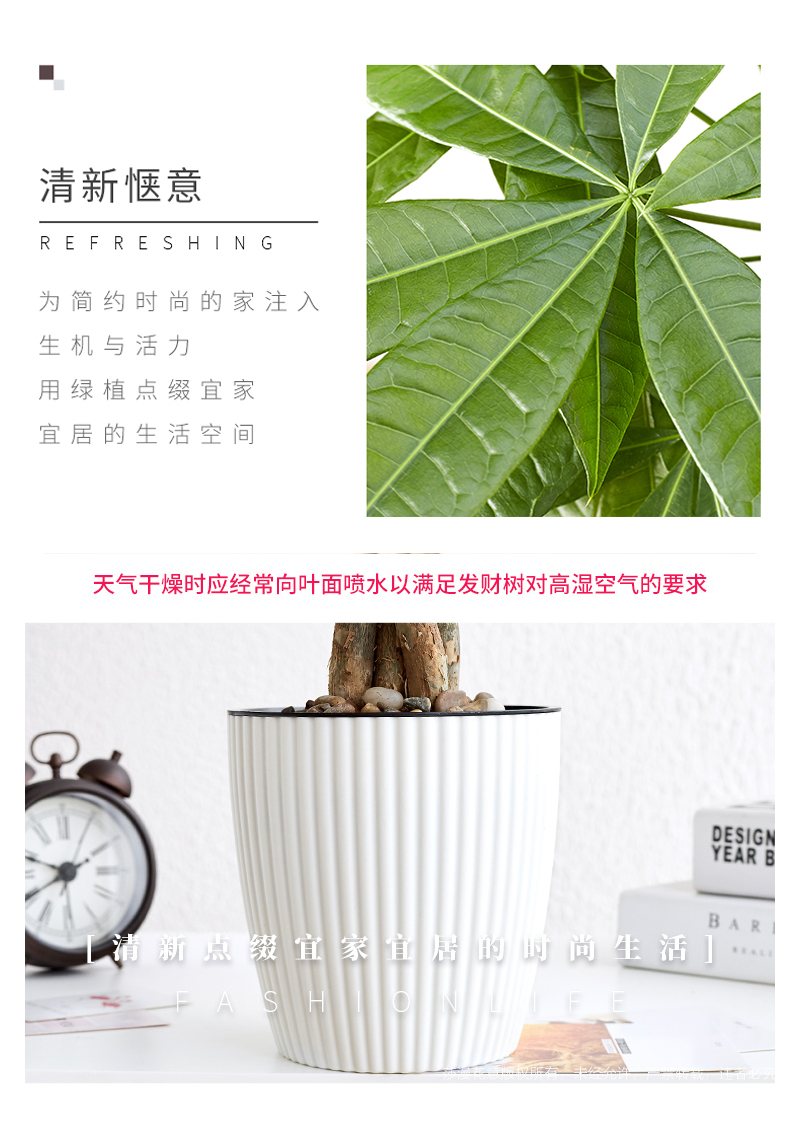 清新惬意
REFRESHING
为简约时尚的家注入
生机与活力
用绿植点缀宜家
宜居的生活空间
天气干燥时应经常向叶面喷水以满足发财树对高湿空气的要求
DESIGN
YEAR B
BAR
REALI
[清新点缀宜家宜居的时尚生活]
FASHIONLIFE